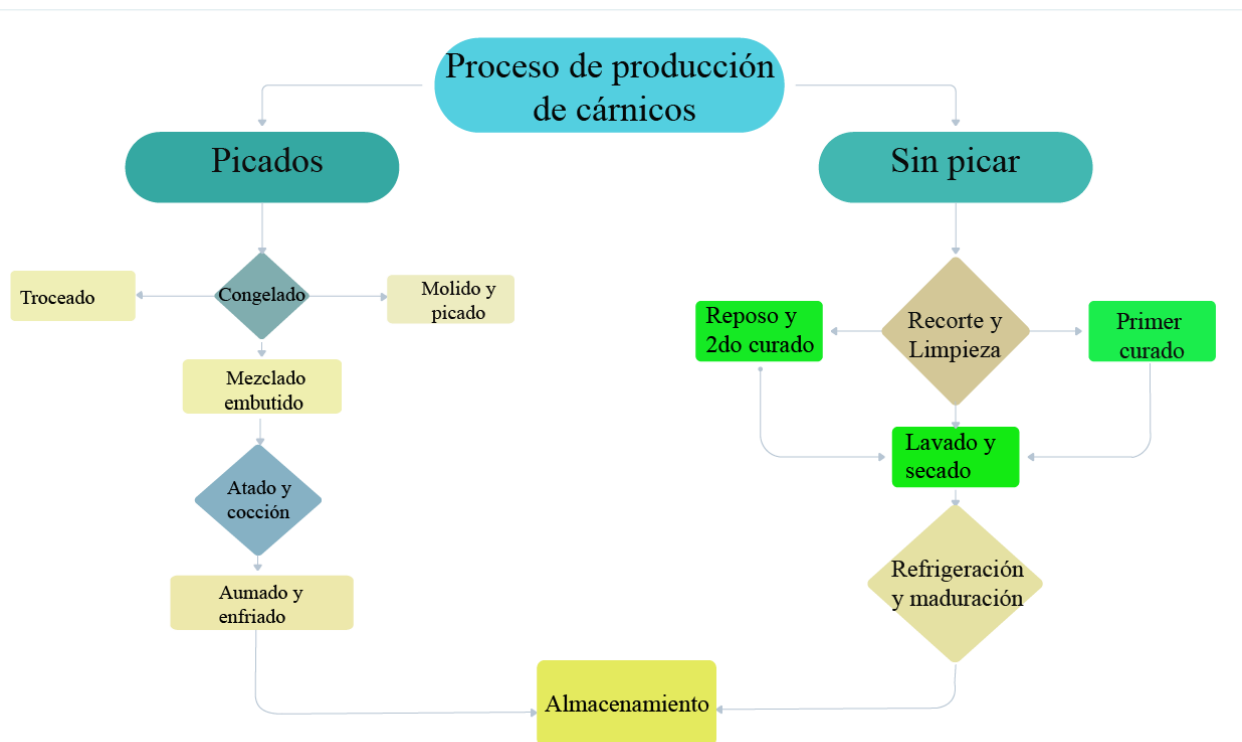 Proceso de producción
de cárnicos
Picados
Sin picar
Troceado
Congelado
Molido y
picado
Reposo y
2do curado
Recorte y
Limpieza
Primer
curado
Mezclado
embutido
Lavado y
secado
Atado y
cocción
Refrigeración
y maduración
Aumado y
enfriado
Almacenamiento